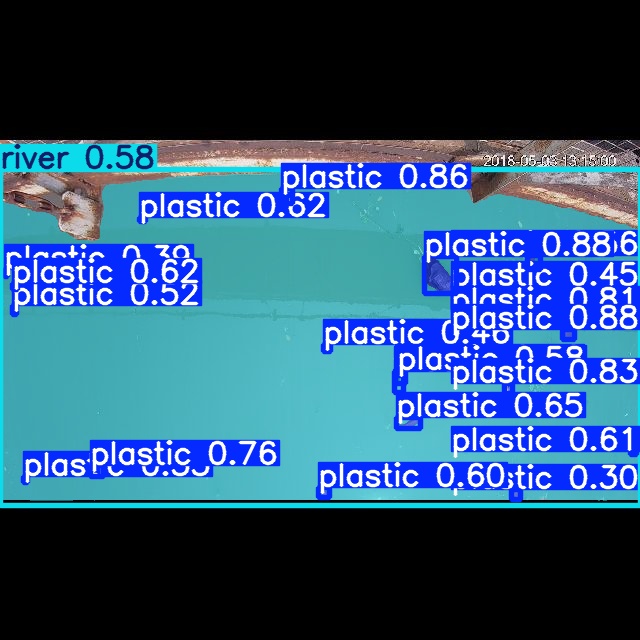 river 0.58
2018-05-03 13:15:00
plastic 0.86
plastic 0.62
plastic 0.88
plastic 0.39
plastic 0.62
plastic 0.45
plastic 0.52
plastic 0.81
plastic 0.88
plastic 0.46
plastic 0.58
plastic 0.83
plastic 0.65
plastic 0.61
plastic 0.76
plastic 0.60
plastic 0.30